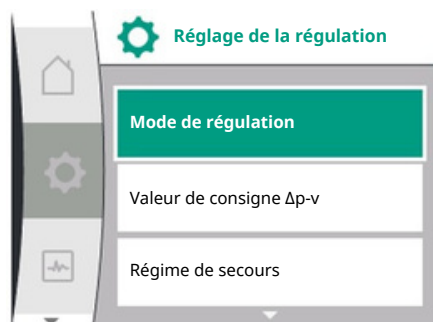 Réglage de la régulation
Mode de régulation
Valeur de consigne Δp-v
Régime de secours